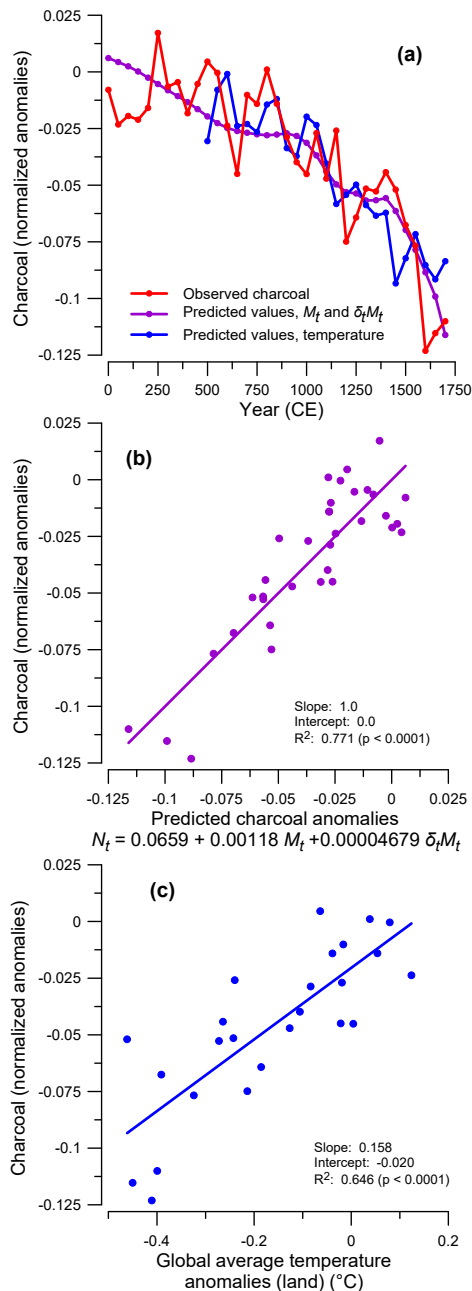 (a)
Charcoal (normalized anomalies)
0.025
0
-0.025
-0.05
-0.075
-0.1
-0.125
Observed charcoal
Predicted values, Mt and δtMt
Predicted values, temperature
0 250 500 750 1000 1250 1500 1750
Year (CE)
(b)
Charcoal (normalized anomalies)
0.025
0
-0.025
-0.05
-0.075
-0.1
-0.125
Slope: 1.0
Intercept: 0.0
R2: 0.771 (p < 0.0001)
-0.125 -0.1 -0.075 -0.05 -0.025 0 0.025
Predicted charcoal anomalies
Nt = 0.0659 + 0.00118 Mt +0.00004679 δtMt
(c)
Charcoal (normalized anomalies)
0.025
0
-0.025
-0.05
-0.075
-0.1
-0.125
Slope: 0.158
Intercept: -0.020
R2: 0.646 (p < 0.0001)
-0.4 -0.2 0 0.2
Global average temperature
anomalies (land) (°C)